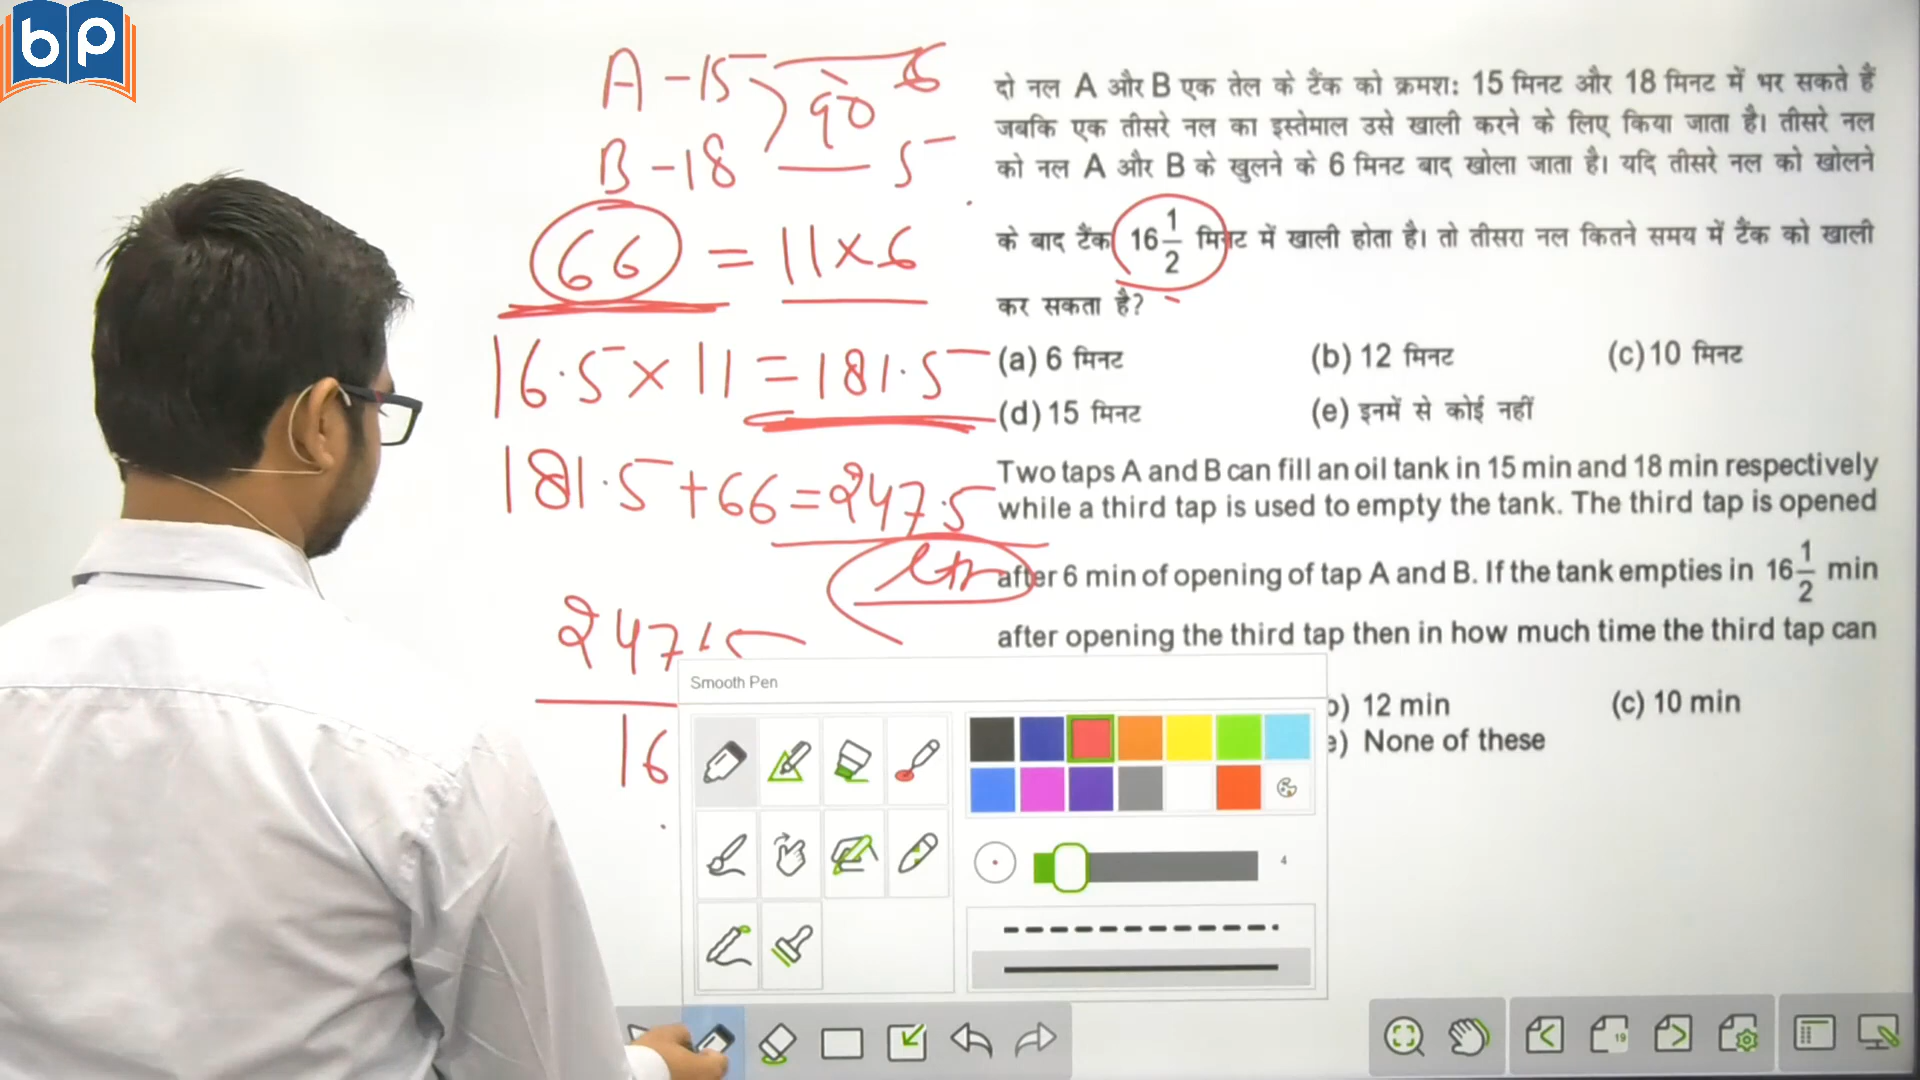 bp
A - 15
90
6
B - 18
5
66 = 11 × 6
16.5 × 11 = 181.5
181.5 + 66 = 247.5
ltr
247.5
16
दो नल A और B एक तेल के टैंक को क्रमश: 15 मिनट और 18 मिनट में भर सकते हैं
जबकि एक तीसरे नल का इस्तेमाल उसे खाली करने के लिए किया जाता है। तीसरे नल
को नल A और B के खुलने के 6 मिनट बाद खोला जाता है। यदि तीसरे नल को खोलने
के बाद टैंक 16 1/2 मिनट में खाली होता है। तो तीसरा नल कितने समय में टैंक को खाली
कर सकता है?
(a) 6 मिनट (b) 12 मिनट (c) 10 मिनट
(d) 15 मिनट (e) इनमें से कोई नहीं
Two taps A and B can fill an oil tank in 15 min and 18 min respectively
while a third tap is used to empty the tank. The third tap is opened
after 6 min of opening of tap A and B. If the tank empties in 16 1/2 min
after opening the third tap then in how much time the third tap can
b) 12 min (c) 10 min
e) None of these
Smooth Pen
4
19